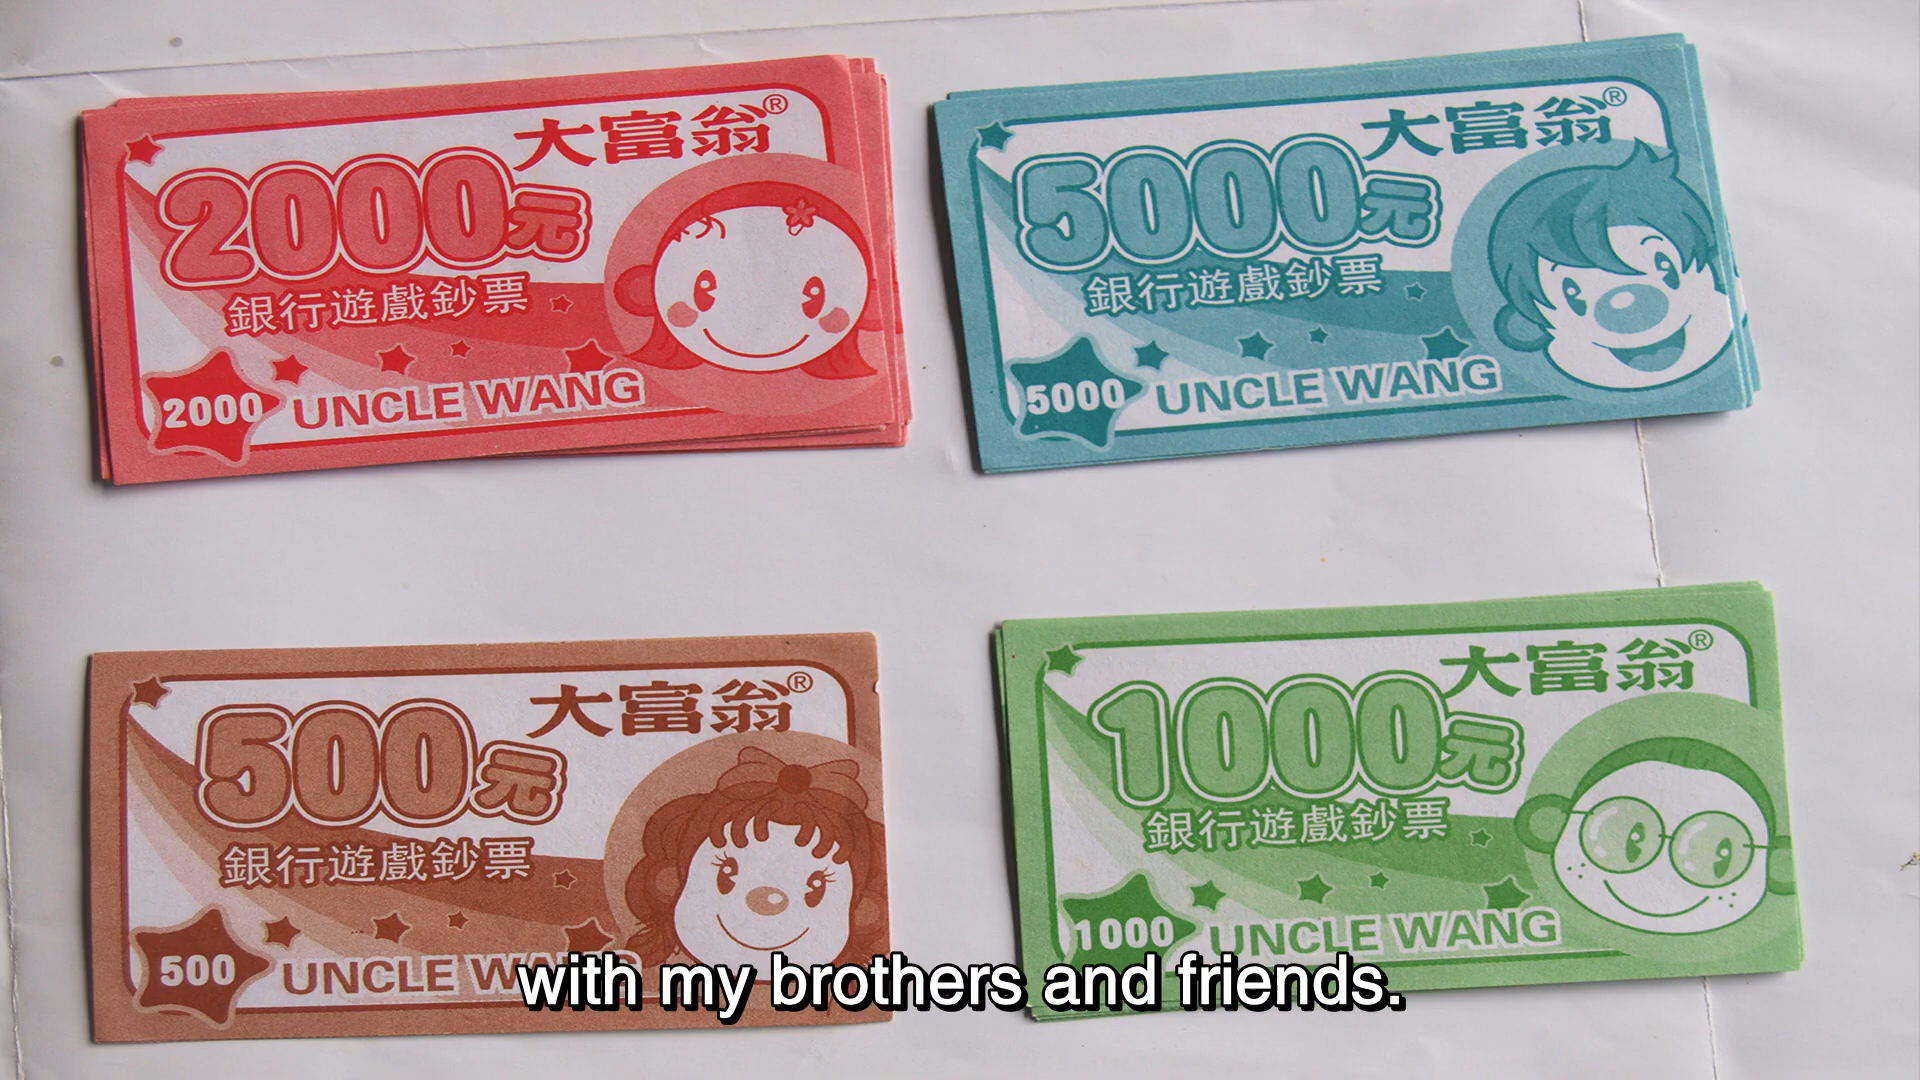 大富翁®
2000元
銀行遊戲鈔票
2000 UNCLE WANG
大富翁®
5000元
銀行遊戲鈔票
5000 UNCLE WANG
大富翁®
500元
銀行遊戲鈔票
500 UNCLE WANG
大富翁®
1000元
銀行遊戲鈔票
1000 UNCLE WANG
with my brothers and friends.